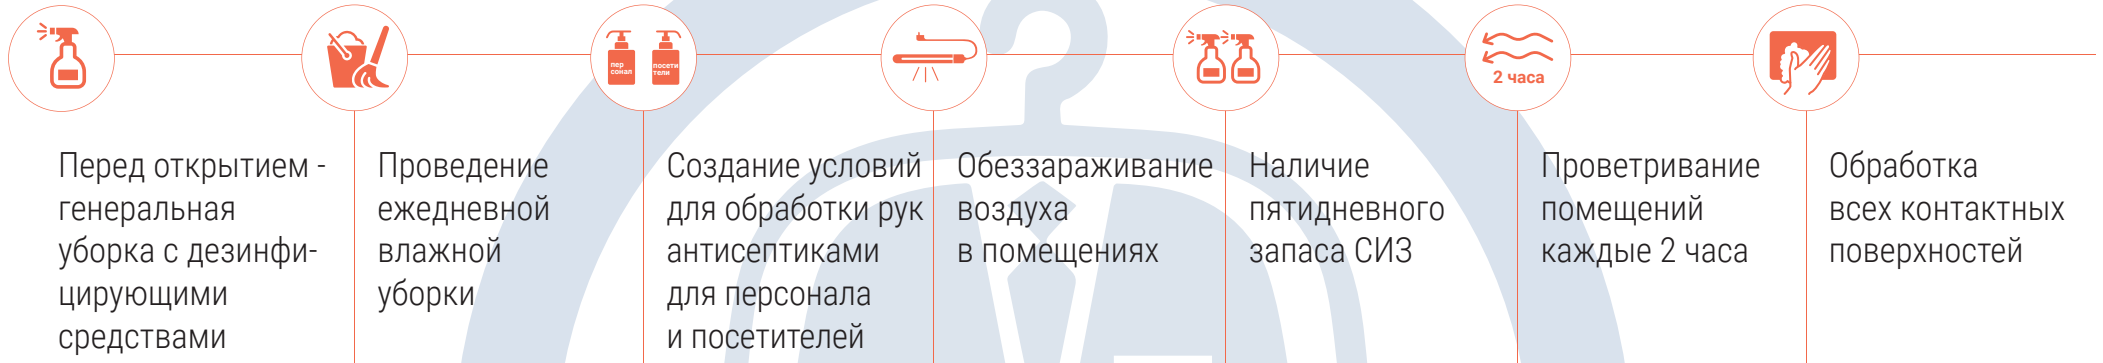 пер
сонал
посети
тели
2 часа
Перед открытием -
генеральная
уборка с дезинфи-
цирующими
средствами
Проведение
ежедневной
влажной
уборки
Создание условий
для обработки рук
антисептиками
для персонала
и посетителей
Обеззараживание
воздуха
в помещениях
Наличие
пятидневного
запаса СИЗ
Проветривание
помещений
каждые 2 часа
Обработка
всех контактных
поверхностей